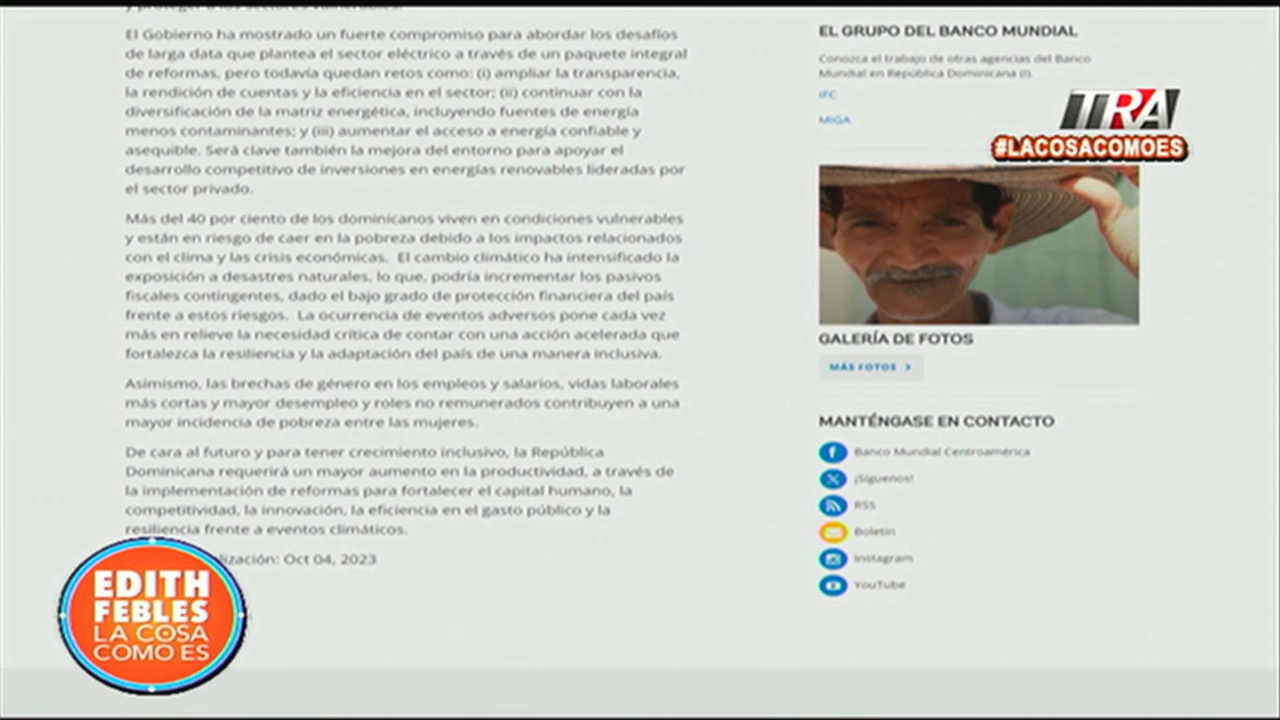 y proteger a los sectores vulnerables.
El Gobierno ha mostrado un fuerte compromiso para abordar los desafíos
de larga data que plantea el sector eléctrico a través de un paquete integral
de reformas, pero todavía quedan retos como: (i) ampliar la transparencia,
la rendición de cuentas y la eficiencia en el sector; (ii) continuar con la
diversificación de la matriz energética, incluyendo fuentes de energía
menos contaminantes; y (iii) aumentar el acceso a energía confiable y
asequible. Será clave también la mejora del entorno para apoyar el
desarrollo competitivo de inversiones en energías renovables lideradas por
el sector privado.
Más del 40 por ciento de los dominicanos viven en condiciones vulnerables
y están en riesgo de caer en la pobreza debido a los impactos relacionados
con el clima y las crisis económicas. El cambio climático ha intensificado la
exposición a desastres naturales, lo que, podría incrementar los pasivos
fiscales contingentes, dado el bajo grado de protección financiera del país
frente a estos riesgos. La ocurrencia de eventos adversos pone cada vez
más en relieve la necesidad crítica de contar con una acción acelerada que
fortalezca la resiliencia y la adaptación del país de una manera inclusiva.
Asimismo, las brechas de género en los empleos y salarios, vidas laborales
más cortas y mayor desempleo y roles no remunerados contribuyen a una
mayor incidencia de pobreza entre las mujeres.
De cara al futuro y para tener crecimiento inclusivo, la República
Dominicana requerirá un mayor aumento en la productividad, a través de
la implementación de reformas para fortalecer el capital humano, la
competitividad, la innovación, la eficiencia en el gasto público y la
resiliencia frente a eventos climáticos.
lización: Oct 04, 2023
EL GRUPO DEL BANCO MUNDIAL
Conozca el trabajo de otras agencias del Banco
Mundial en República Dominicana (i).
IFC
MIGA
TRA
#LACOSACOMOES
GALERÍA DE FOTOS
MÁS FOTOS >
MANTÉNGASE EN CONTACTO
Banco Mundial Centroamérica
¡Síguenos!
RSS
Boletín
Instagram
YouTube
EDITH
FEBLES
LA COSA
COMO ES